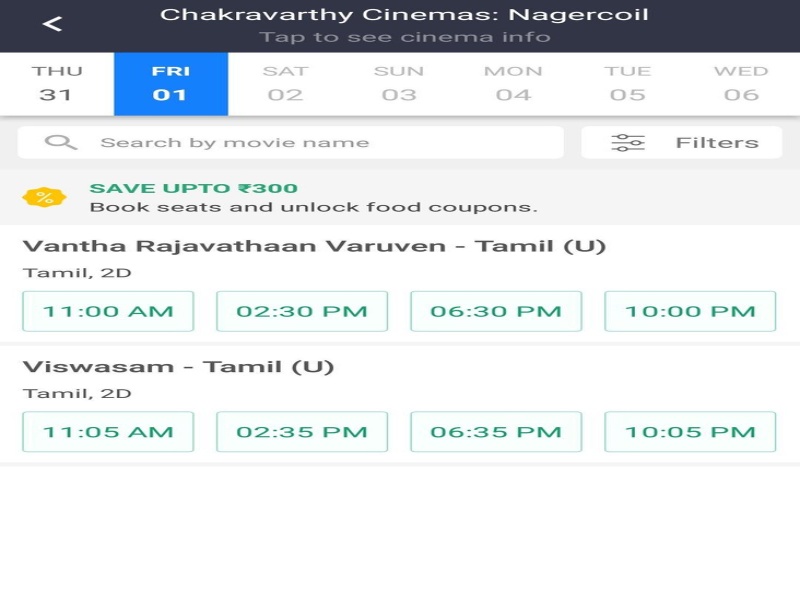 <
Chakravarthy Cinemas: Nagercoil
Tap to see cinema info
THU FRI SAT SUN MON TUE WED
31 01 02 03 04 05 06
Search by movie name Filters
% SAVE UPTO ₹300
Book seats and unlock food coupons.
Vantha Rajavathaan Varuven - Tamil (U)
Tamil, 2D
11:00 AM 02:30 PM 06:30 PM 10:00 PM
Viswasam - Tamil (U)
Tamil, 2D
11:05 AM 02:35 PM 06:35 PM 10:05 PM